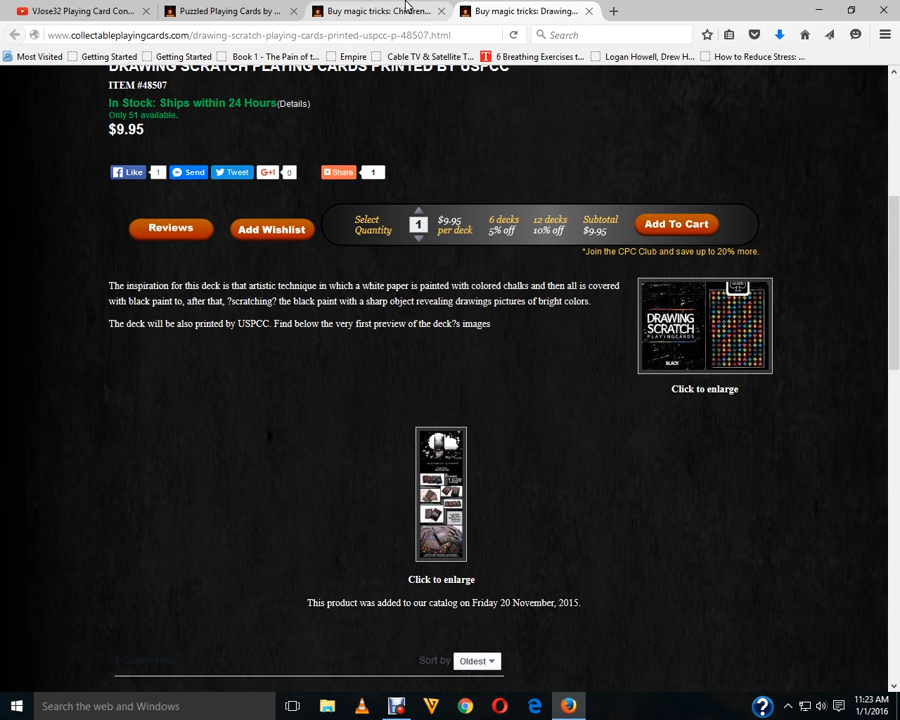 VJose32 Playing Card Con...
Puzzled Playing Cards by ...
Buy magic tricks: Children...
Buy magic tricks: Drawing...
www.collectableplayingcards.com/drawing-scratch-playing-cards-printed-uspcc-p-48507.html
Search
Most Visited
Getting Started
Getting Started
Book 1 - The Pain of t...
Empire
Cable TV & Satellite T...
6 Breathing Exercises t...
Logan Howell, Drew H...
How to Reduce Stress: ...
DRAWING SCRATCH PLAYING CARDS PRINTED BY USPCC
ITEM #48507
In Stock: Ships within 24 Hours(Details)
Only 51 available.
$9.95
Like 1 Send Tweet G+1 0 Share 1
Reviews
Add Wishlist
Select Quantity
1
$9.95 per deck
6 decks 5% off
12 decks 10% off
Subtotal $9.95
Add To Cart
*Join the CPC Club and save up to 20% more.
The inspiration for this deck is that artistic technique in which a white paper is painted with colored chalks and then all is covered
with black paint to, after that, ?scratching? the black paint with a sharp object revealing drawings pictures of bright colors.
The deck will be also printed by USPCC. Find below the very first preview of the deck?s images
DRAWING
SCRATCH
PLAYINGCARDS
BLACK
Click to enlarge
Click to enlarge
This product was added to our catalog on Friday 20 November, 2015.
0 Comments
Sort by Oldest
Search the web and Windows
11:23 AM
1/1/2016